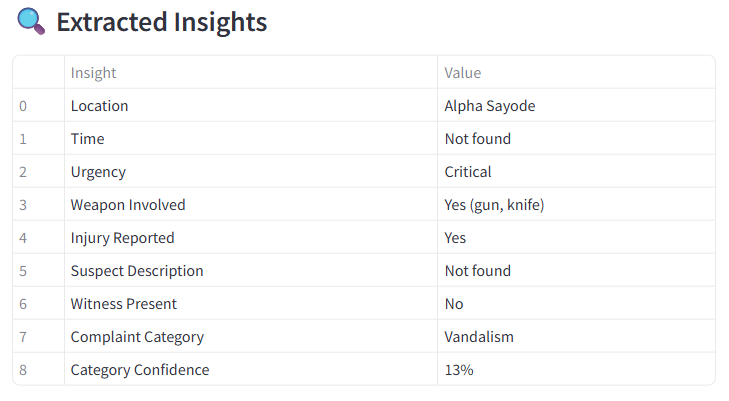 Extracted Insights
Insight Value
0 Location Alpha Sayode
1 Time Not found
2 Urgency Critical
3 Weapon Involved Yes (gun, knife)
4 Injury Reported Yes
5 Suspect Description Not found
6 Witness Present No
7 Complaint Category Vandalism
8 Category Confidence 13%